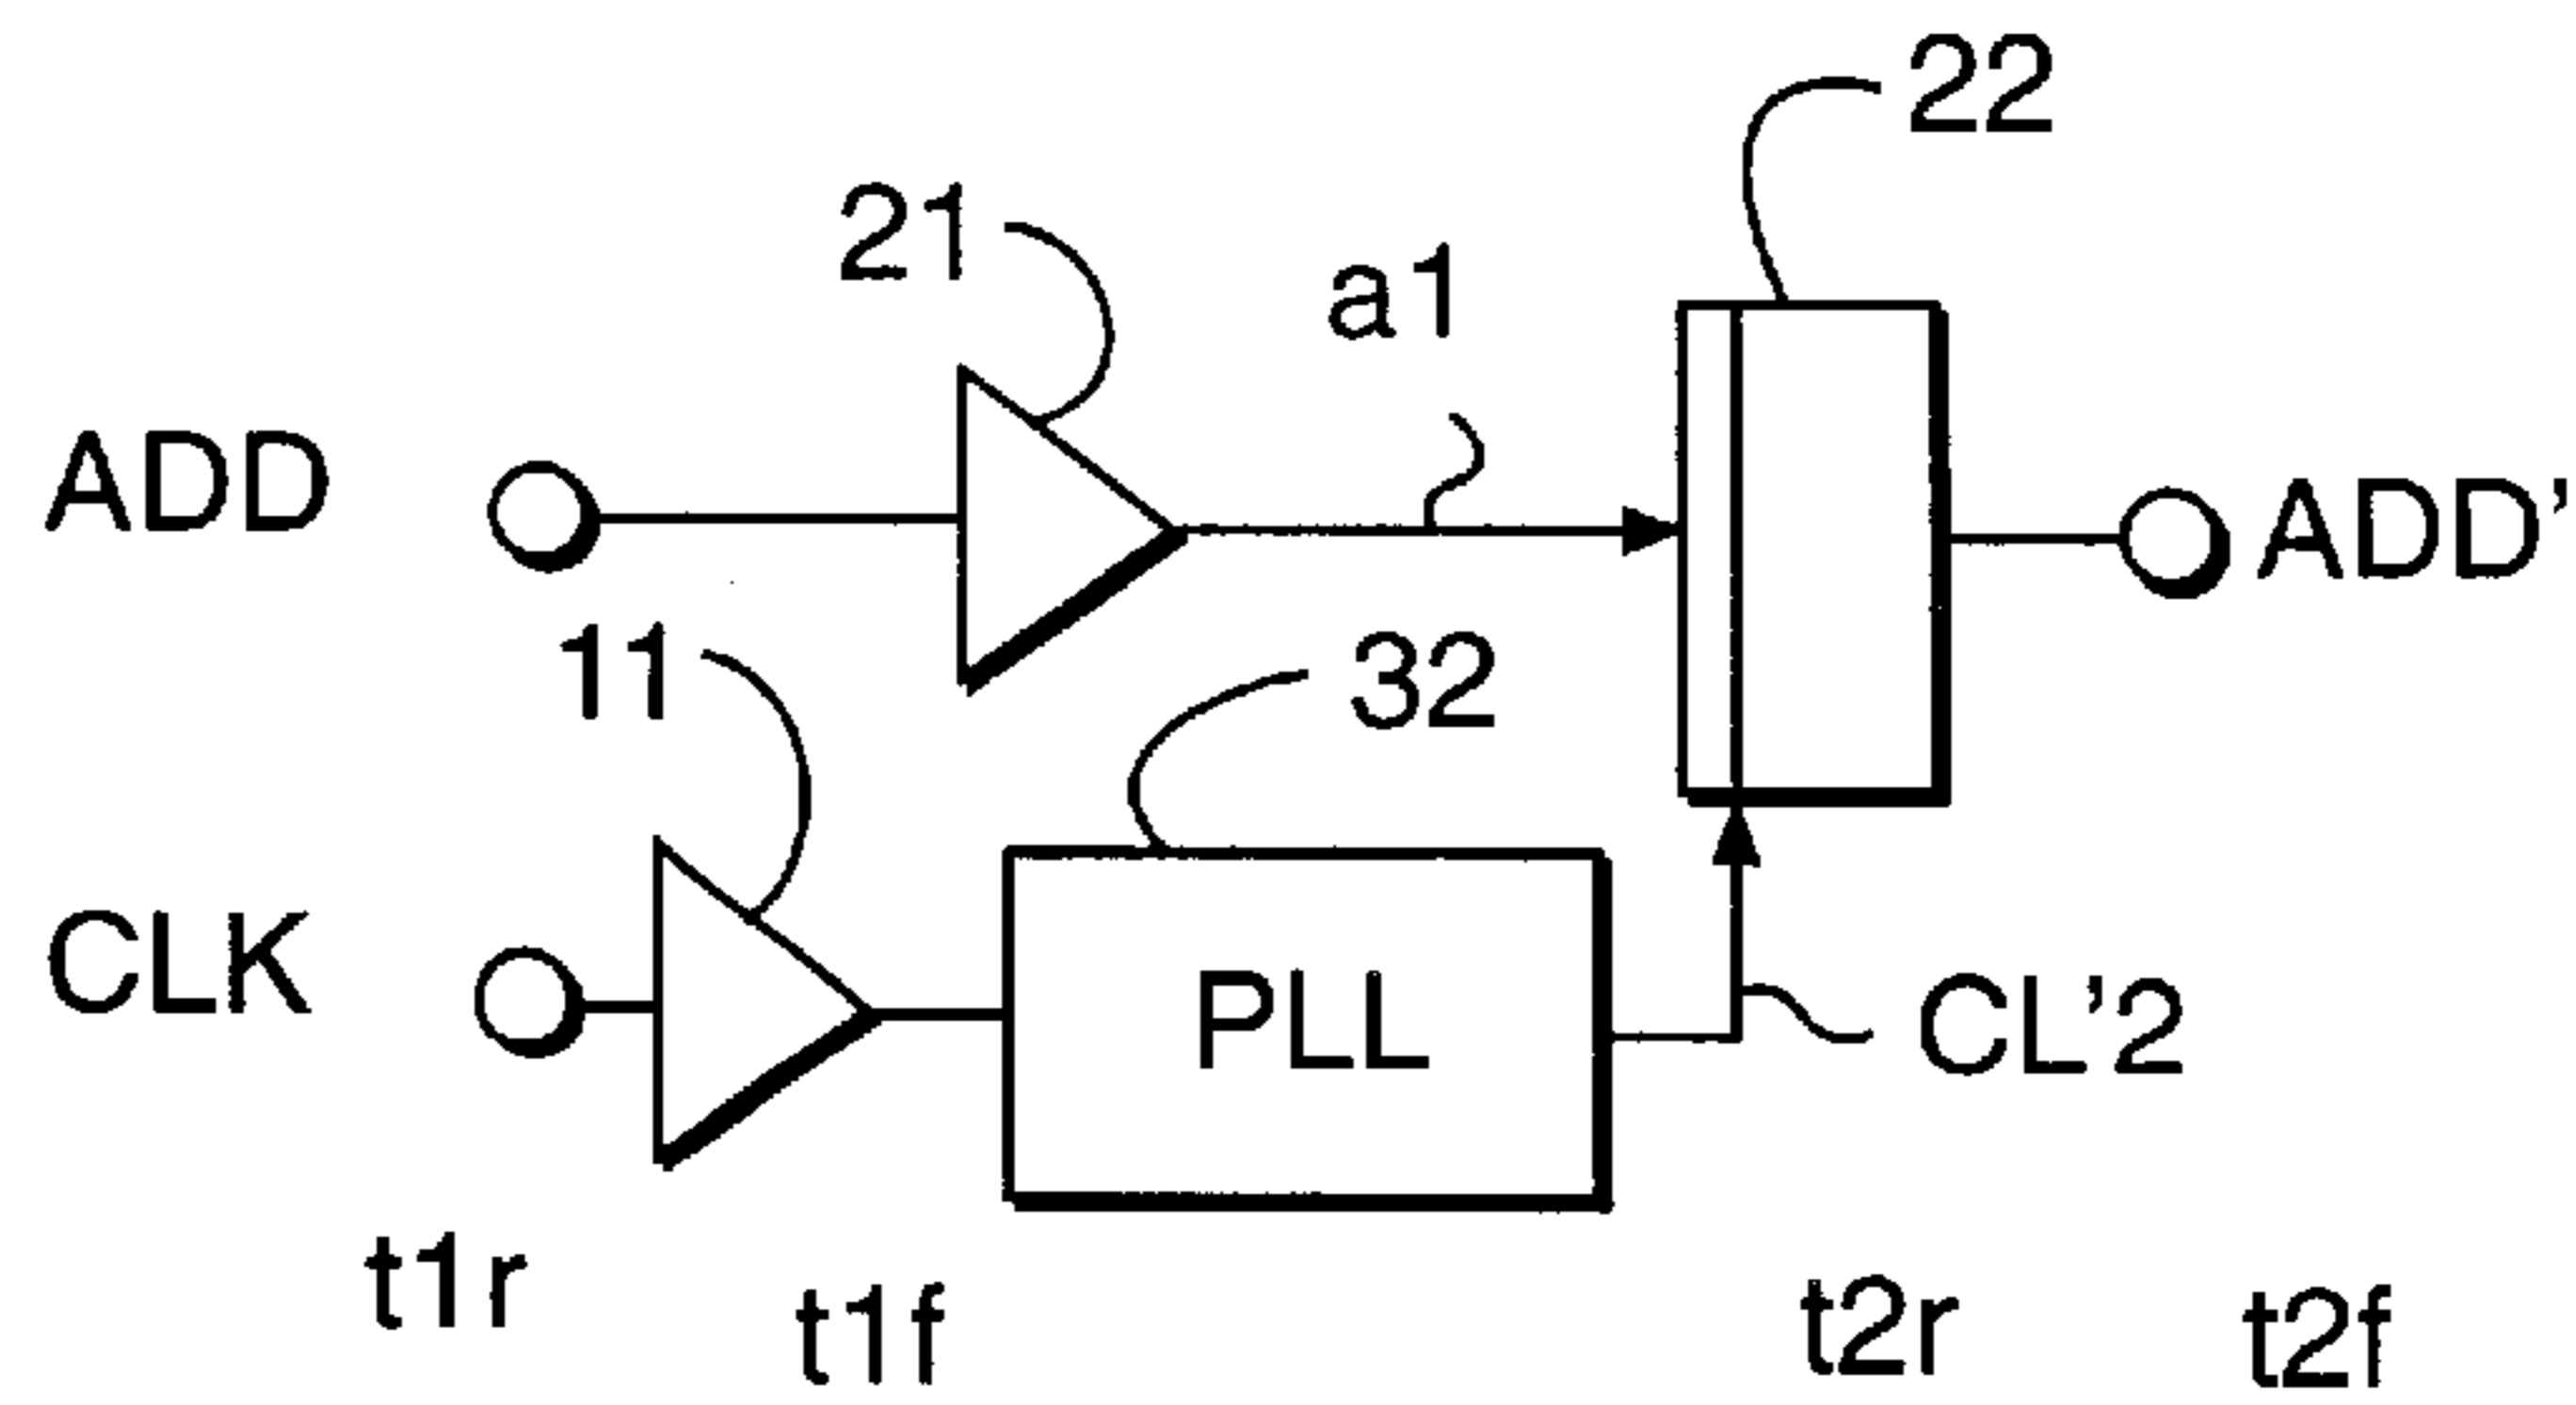 22
21
a1
ADD
ADD'
11
32
CLK
PLL
CL'2
t1r
t1f
t2r
t2f